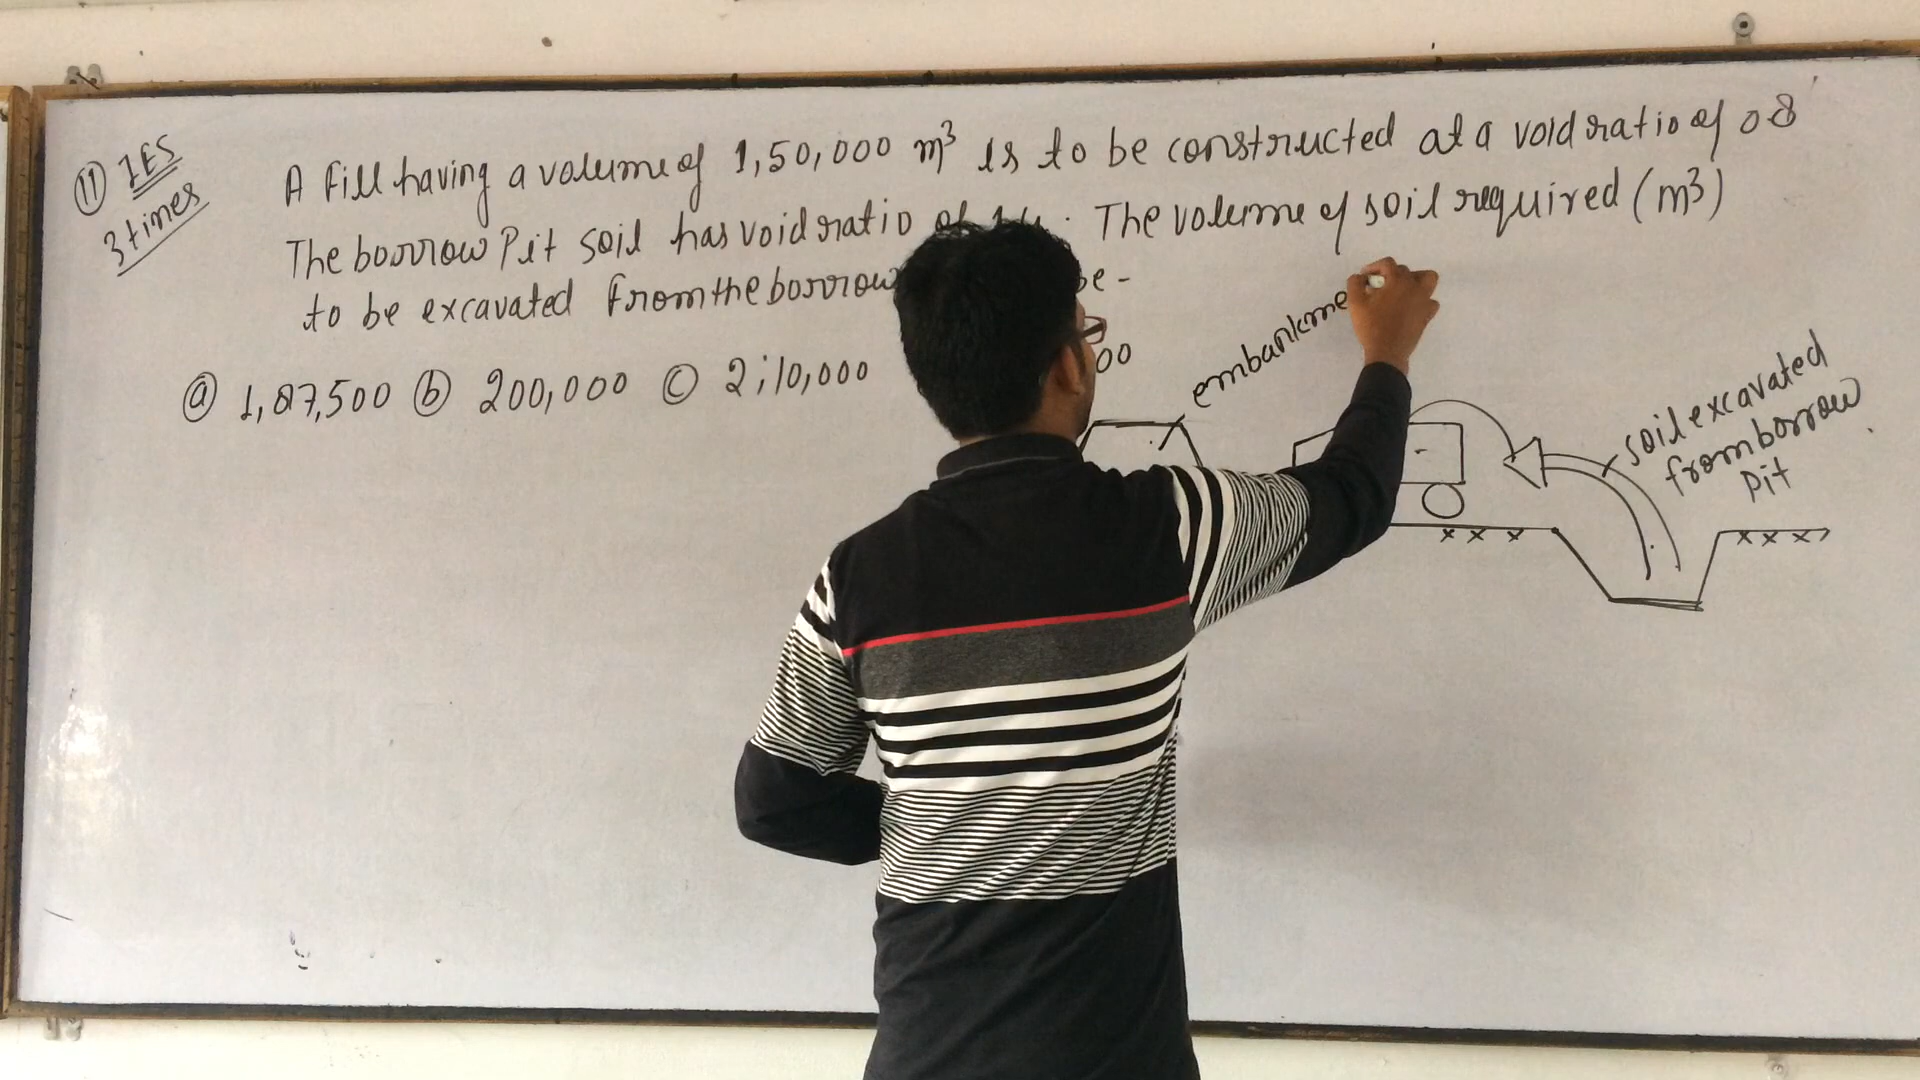 ⑪ IES
3 times
A fill having a volume of 1,50,000 m³ is to be constructed at a void ratio of 0.8
The borrow Pit soil has void ratio of . The volume of soil required (m³)
to be excavated from the borrow be -
ⓐ 1,87,500 ⓑ 200,000 ⓒ 2,10,000 00
embankme
soil excavated
from borrow
Pit